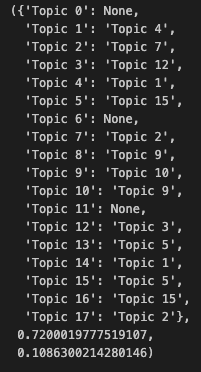 ({'Topic 0': None,
'Topic 1': 'Topic 4',
'Topic 2': 'Topic 7',
'Topic 3': 'Topic 12',
'Topic 4': 'Topic 1',
'Topic 5': 'Topic 15',
'Topic 6': None,
'Topic 7': 'Topic 2',
'Topic 8': 'Topic 9',
'Topic 9': 'Topic 10',
'Topic 10': 'Topic 9',
'Topic 11': None,
'Topic 12': 'Topic 3',
'Topic 13': 'Topic 5',
'Topic 14': 'Topic 1',
'Topic 15': 'Topic 5',
'Topic 16': 'Topic 15',
'Topic 17': 'Topic 2'},
0.7200019777519107,
0.1086300214280146)